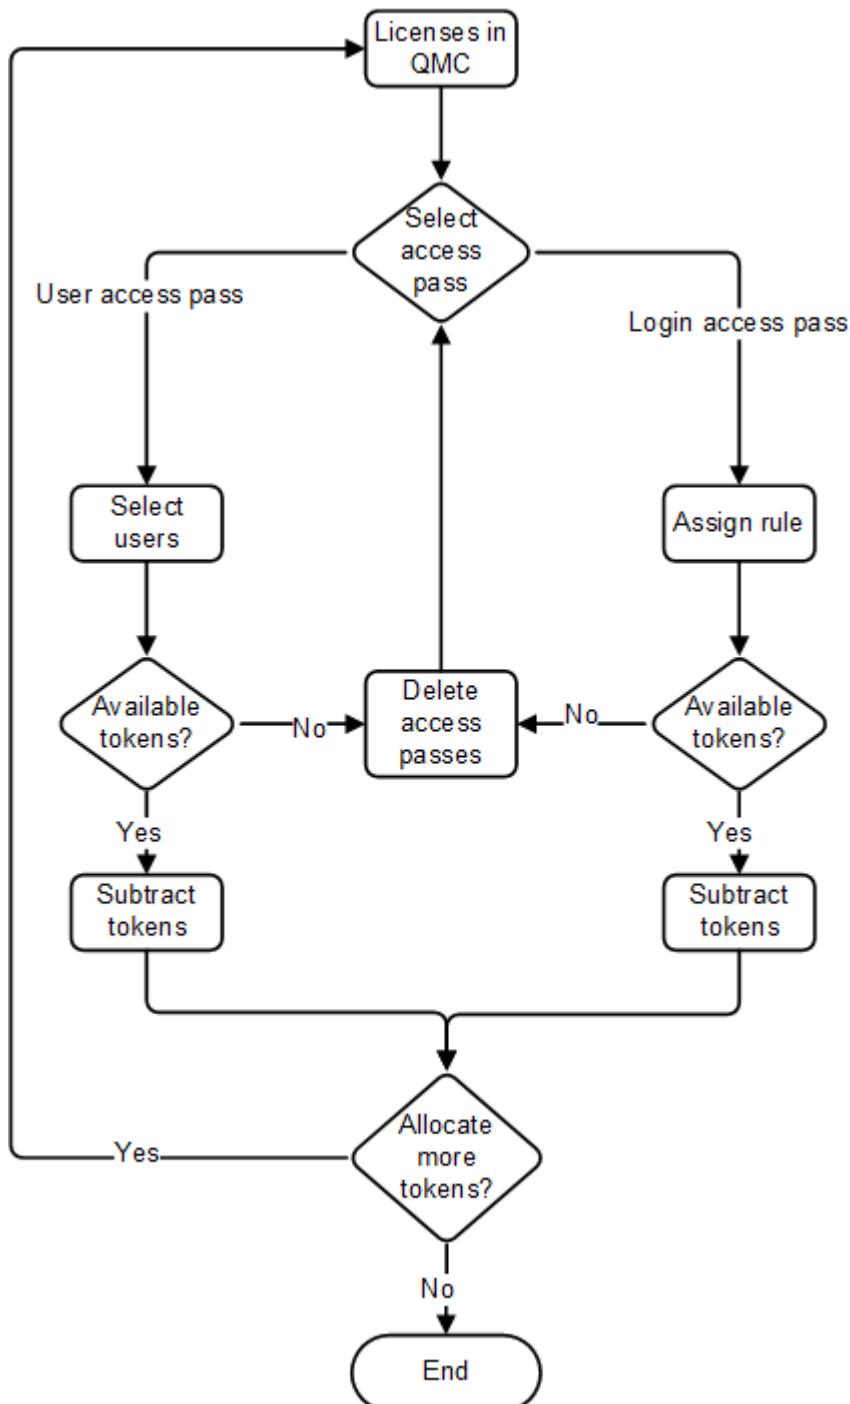 Licenses in
QMC
Select
access
pass
User access pass
Login access pass
Select
users
Assign rule
Available
tokens?
No
Delete
access
passes
No
Available
tokens?
Yes
Yes
Subtract
tokens
Subtract
tokens
Allocate
more
tokens?
Yes
No
End